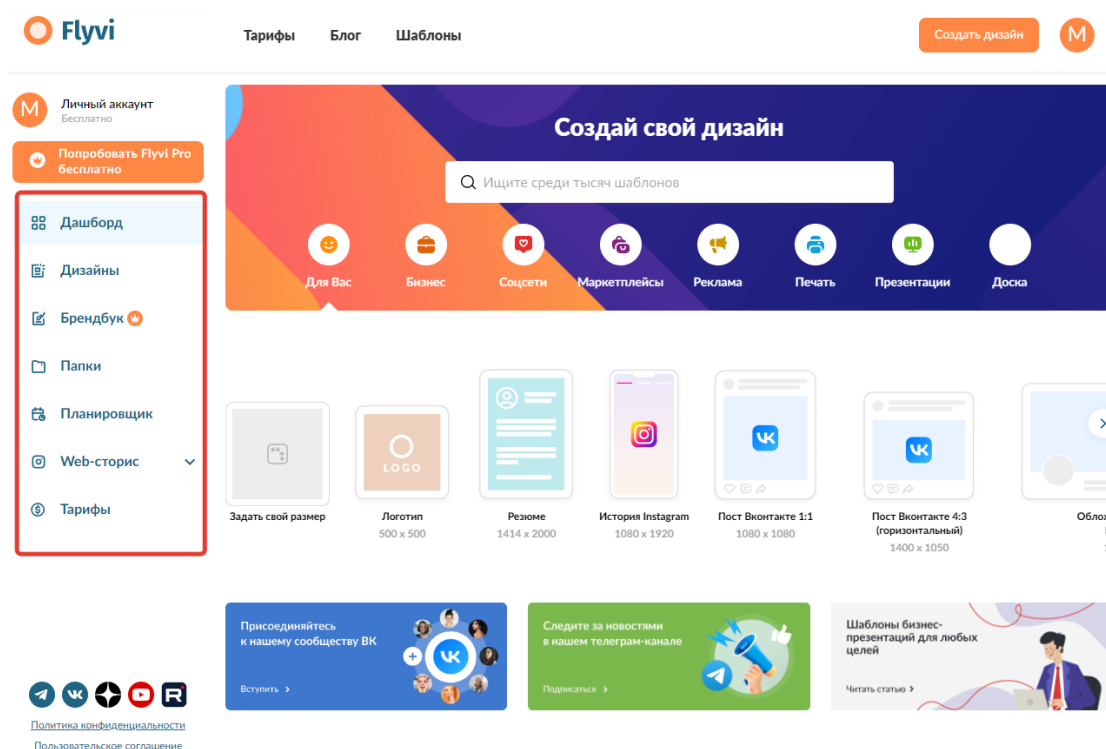 Flyvi
Тарифы
Блог
Шаблоны
Создать дизайн
М
М
Личный аккаунт
Бесплатно
Попробовать Flyvi Pro
бесплатно
Дашборд
Дизайны
Брендбук
Папки
Планировщик
Web-сторис
Тарифы
Создай свой дизайн
Ищите среди тысяч шаблонов
Для Вас
Бизнес
Соцсети
Маркетплейсы
Реклама
Печать
Презентации
Доска
LOGO
Задать свой размер
Логотип
500 x 500
Резюме
1414 x 2000
История Instagram
1080 x 1920
Пост Вконтакте 1:1
1080 x 1080
Пост Вконтакте 4:3
(горизонтальный)
1400 x 1050
Присоединяйтесь
к нашему сообществу ВК
Вступить >
Следите за новостями
в нашем телеграм-канале
Подписаться >
Шаблоны бизнес-
презентаций для любых
целей
Читать статью >
Политика конфиденциальности
Пользовательское соглашение